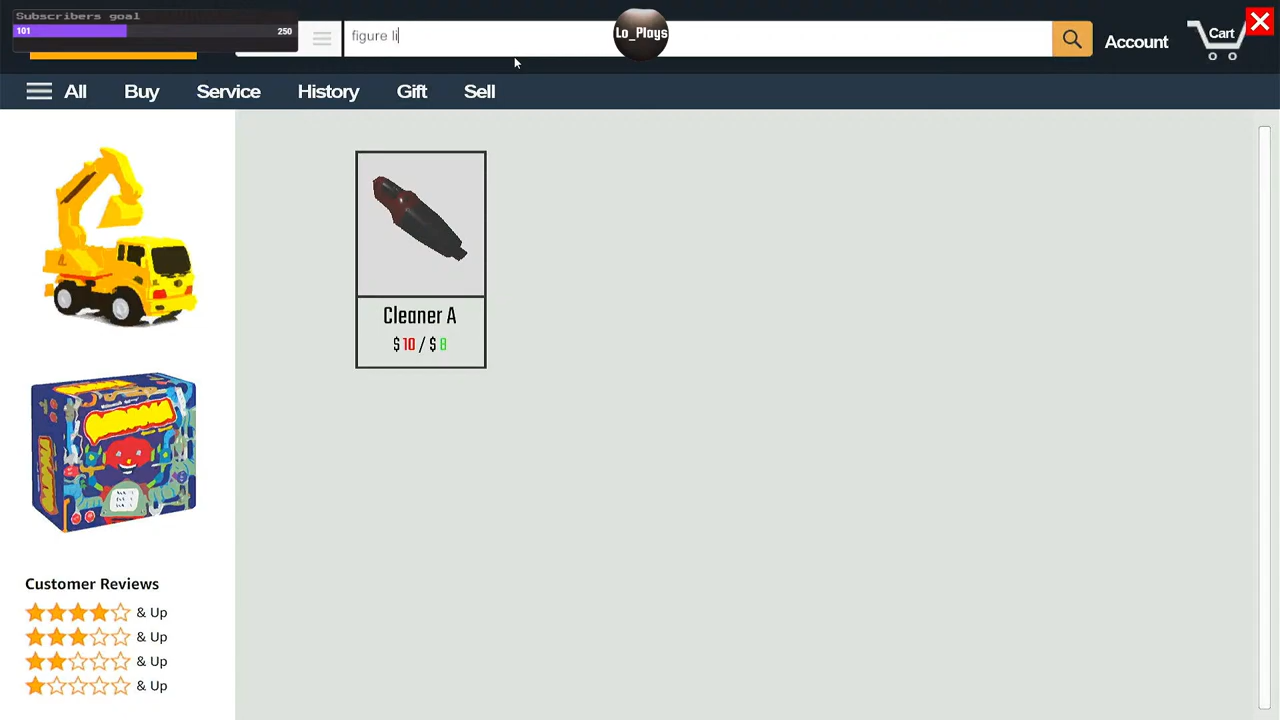 Subscribers goal
101 250
figure li
Lo_Plays
Account
Cart
All Buy Service History Gift Sell
Cleaner A
$ 10 / $ 8
Customer Reviews
& Up
& Up
& Up
& Up